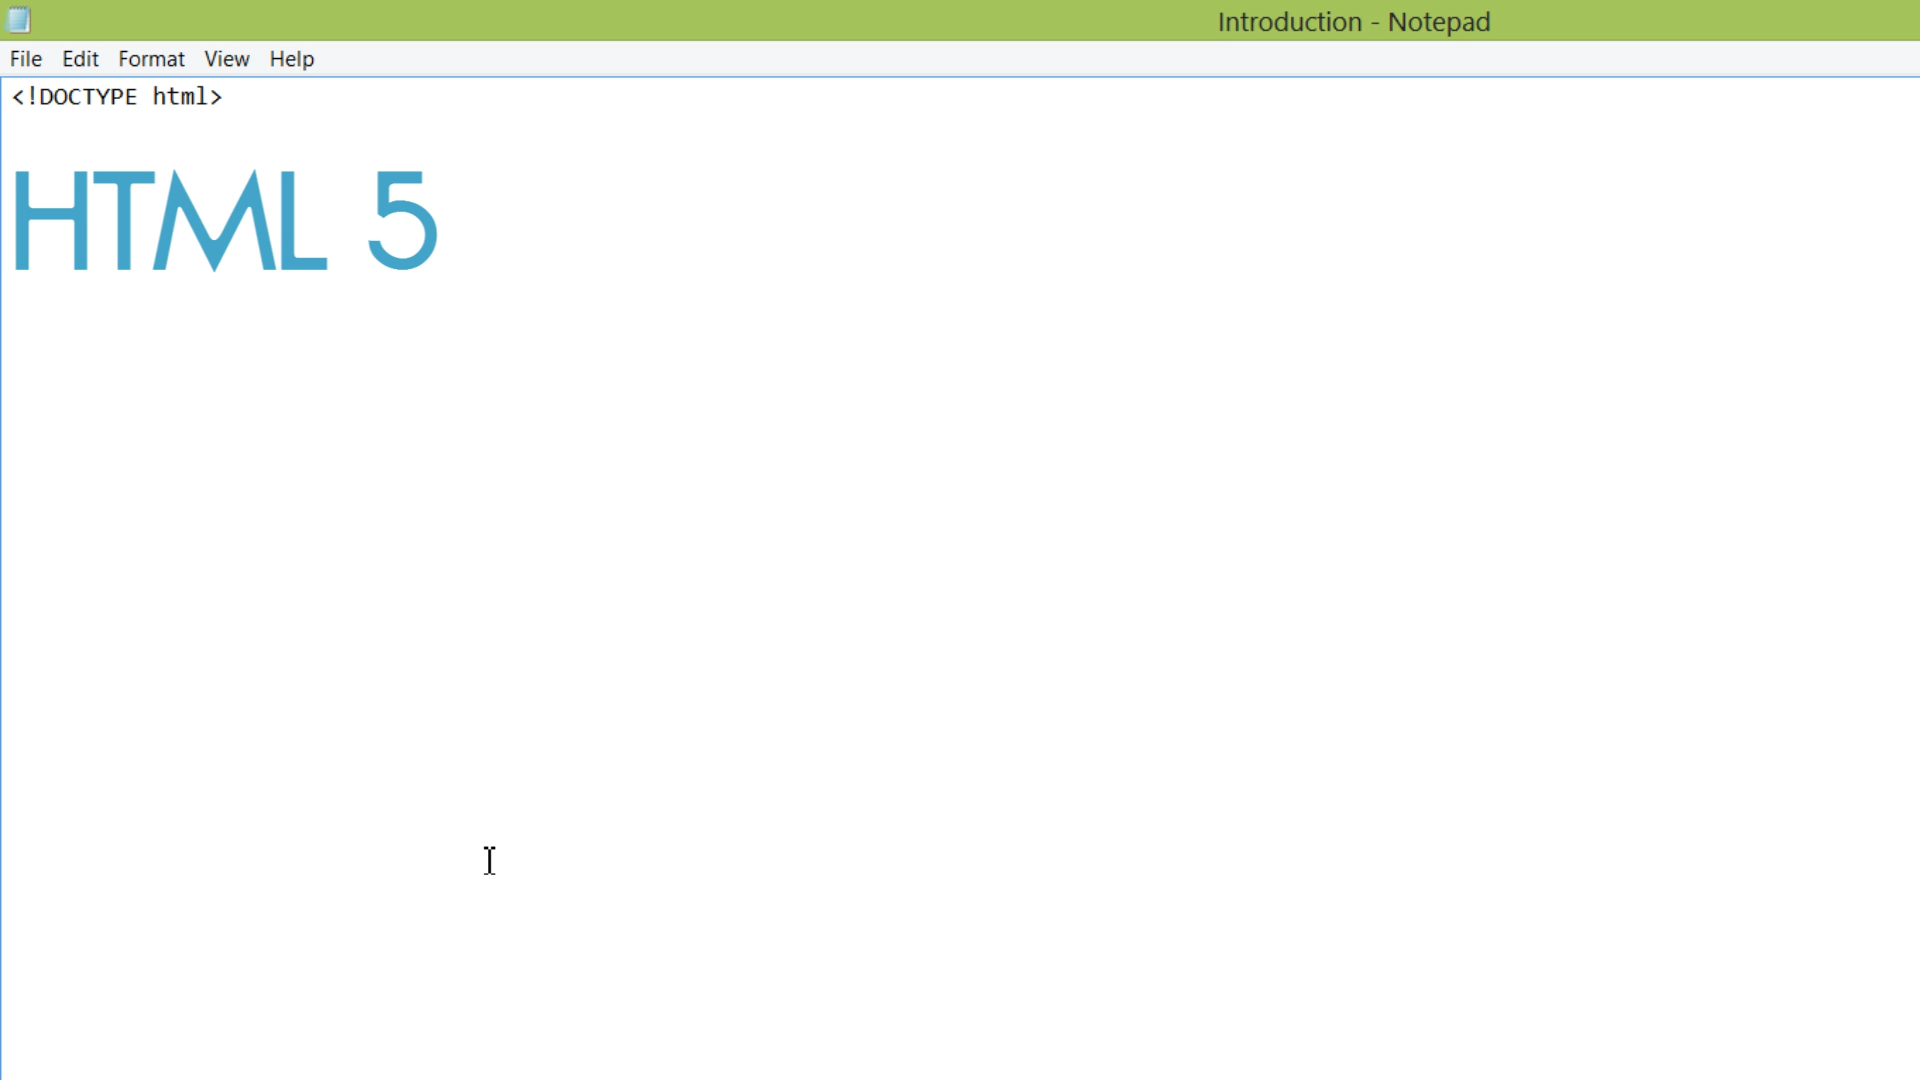 Introduction - Notepad
File Edit Format View Help
<!DOCTYPE html>
HTML 5